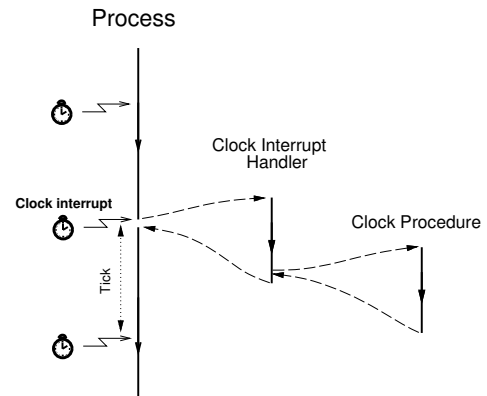 Process
Clock Interrupt
Handler
Clock interrupt
Clock Procedure
Tick